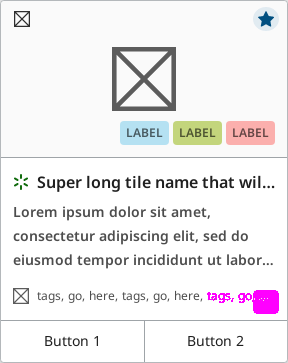 LABEL LABEL LABEL
Super long tile name that wil...
Lorem ipsum dolor sit amet,
consectetur adipiscing elit, sed do
eiusmod tempor incididunt ut labor...
tags, go, here, tags, go, here, tags, go,
Button 1 Button 2